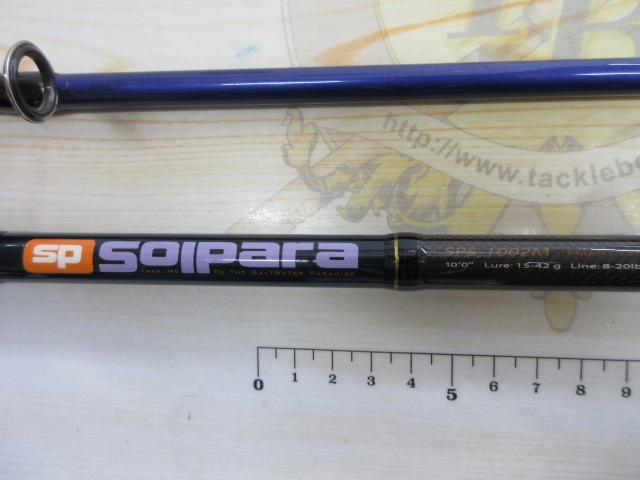 http://www.tacklebe
SP SOlpara
TAKE ME TO THE SALTWATER PARADISE
SPS-1002M
10'0" Lure: 15-42 g Line: 8-20lb
0 1 2 3 4 5 6 7 8 9